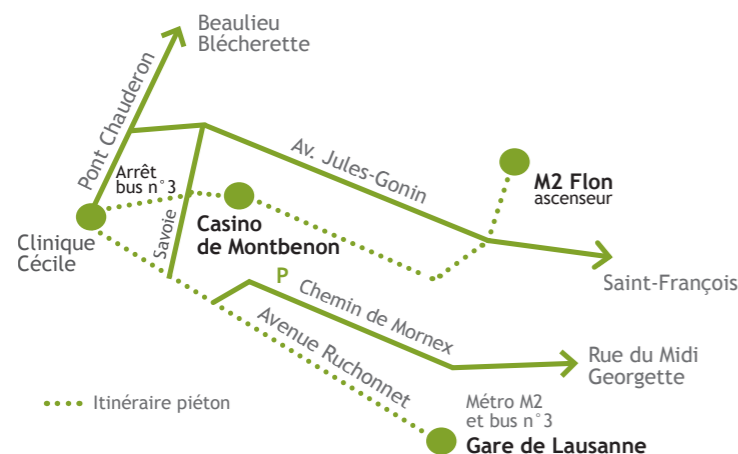 Beaulieu
Blécherette
Pont Chauderon
Av. Jules-Gonin
Arrêt
bus n°3
M2 Flon
ascenseur
Savoie
Casino
de Montbenon
Clinique
Cécile
Saint-François
P
Chemin de Mornex
Avenue Ruchonnet
Rue du Midi
Georgette
Itinéraire piéton
Métro M2
et bus n°3
Gare de Lausanne